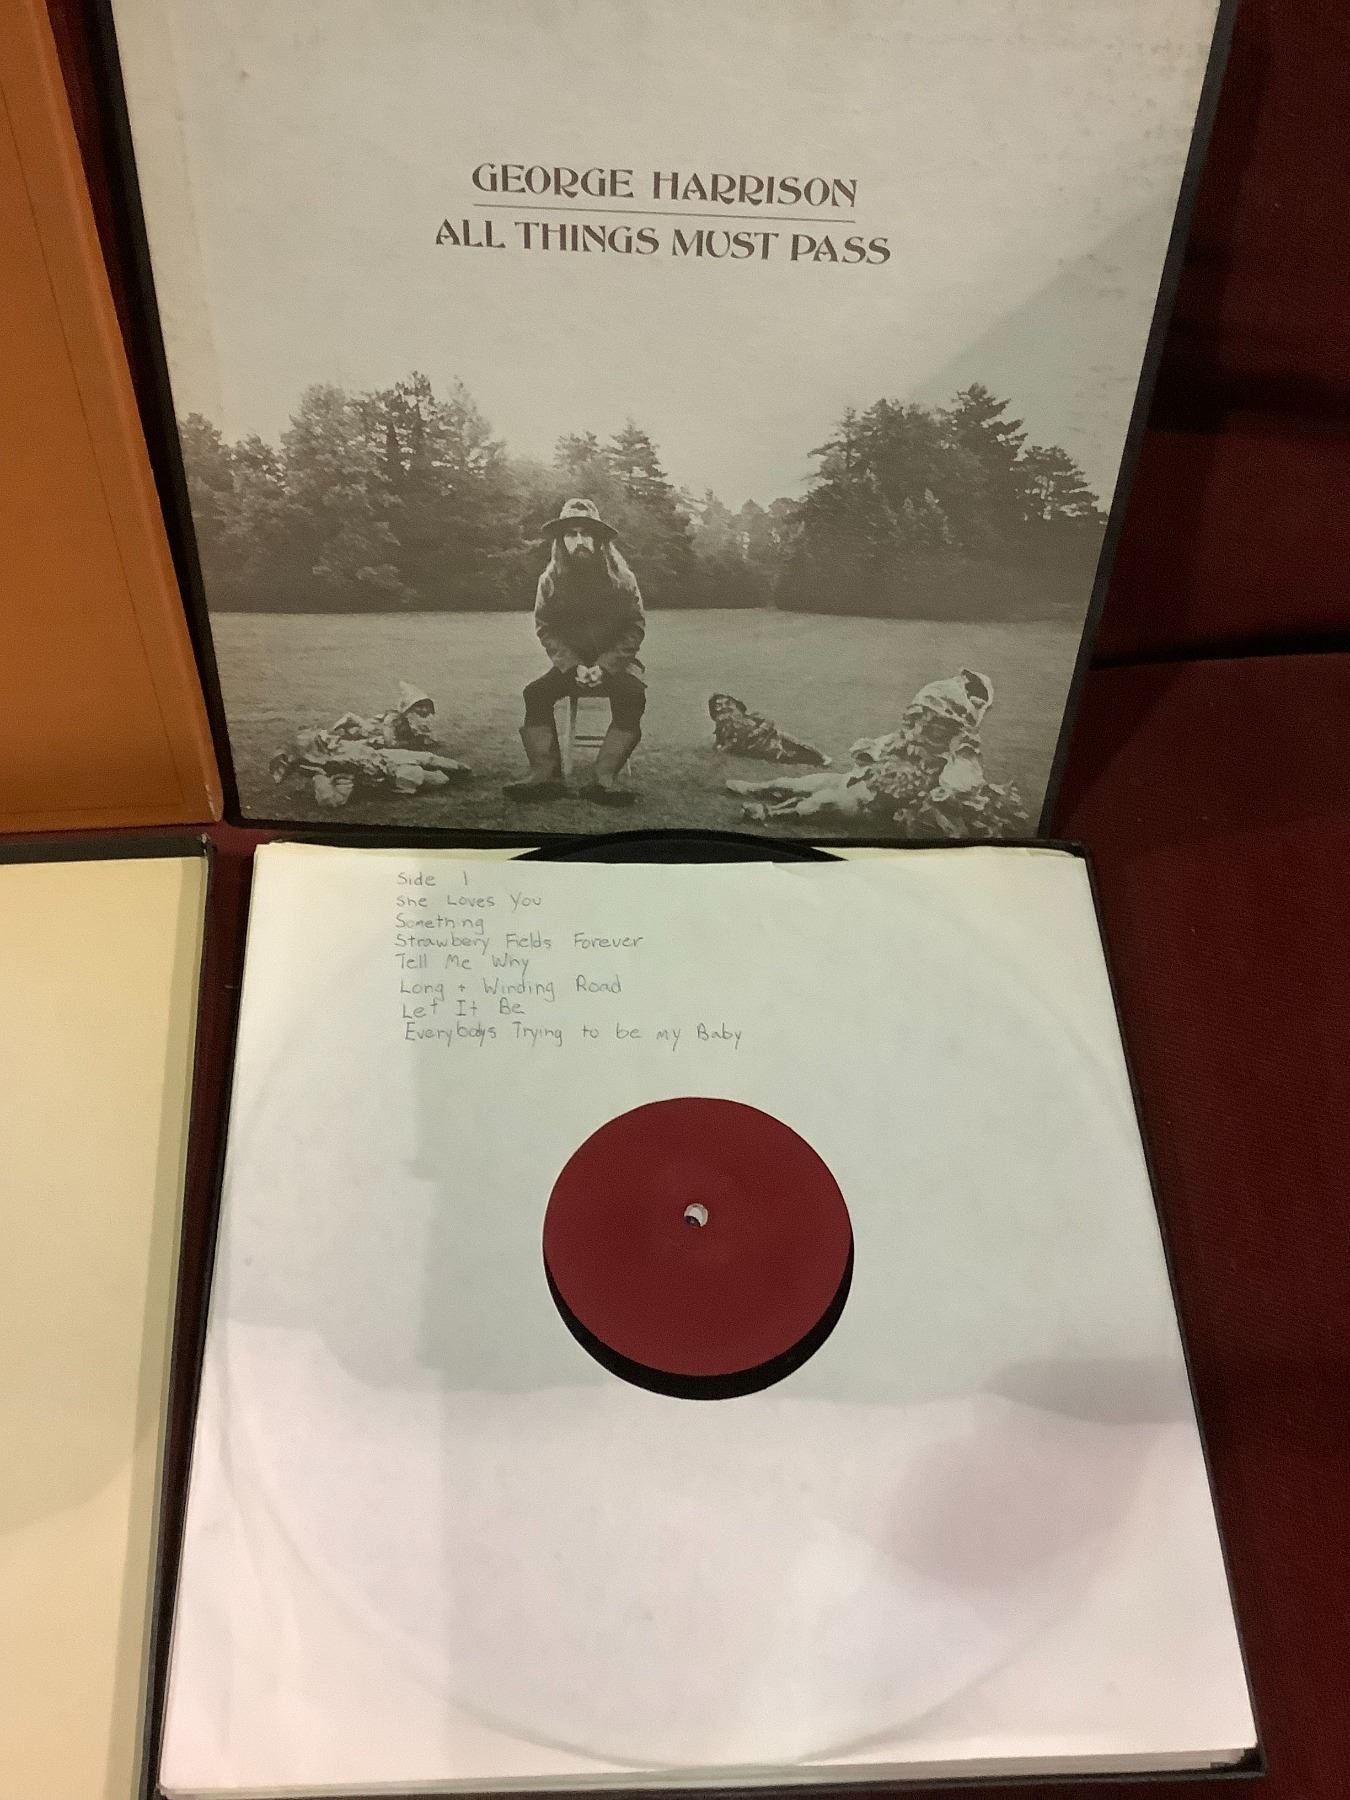 GEORGE HARRISON
ALL THINGS MUST PASS
Side 1
She Loves You
Something
Strawbery Fields Forever
Tell Me Why
Long + Winding Road
Let It Be
Everybodys Trying to be my Baby